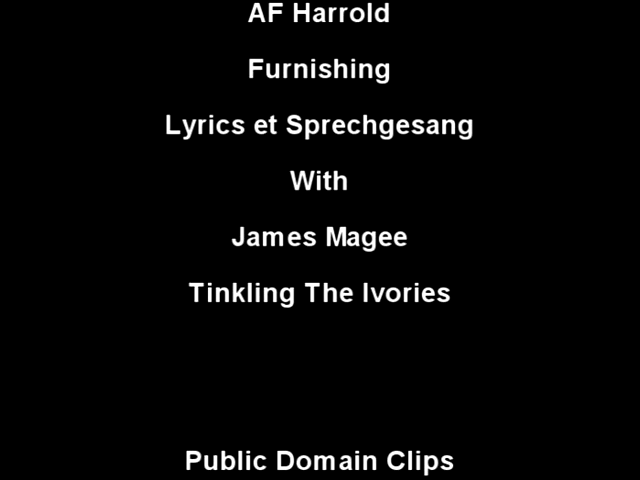 AF Harrold
Furnishing
Lyrics et Sprechgesang
With
James Magee
Tinkling The Ivories
Public Domain Clips